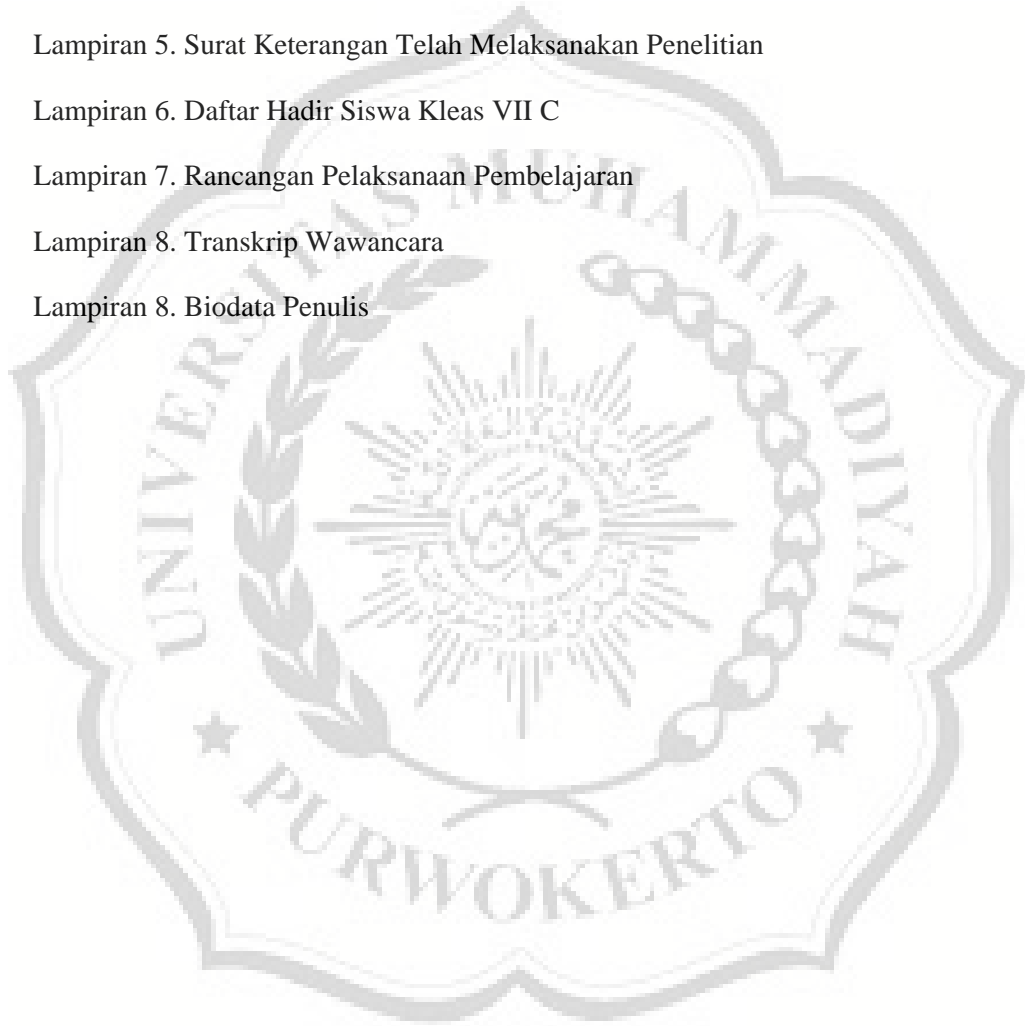 Lampiran 5. Surat Keterangan Telah Melaksanakan Penelitian
Lampiran 6. Daftar Hadir Siswa Kleas VII C
Lampiran 7. Rancangan Pelaksanaan Pembelajaran
Lampiran 8. Transkrip Wawancara
Lampiran 8. Biodata Penulis
UNIVERSITAS MUHAMMADIYAH
PURWOKERTO